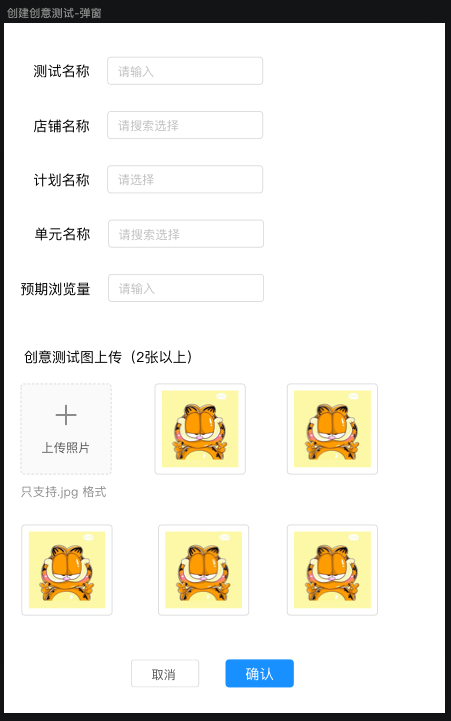 创建创意测试-弹窗
测试名称 请输入
店铺名称 请搜索选择
计划名称 请选择
单元名称 请搜索选择
预期浏览量 请输入
创意测试图上传（2张以上）
上传照片
只支持.jpg 格式
取消 确认